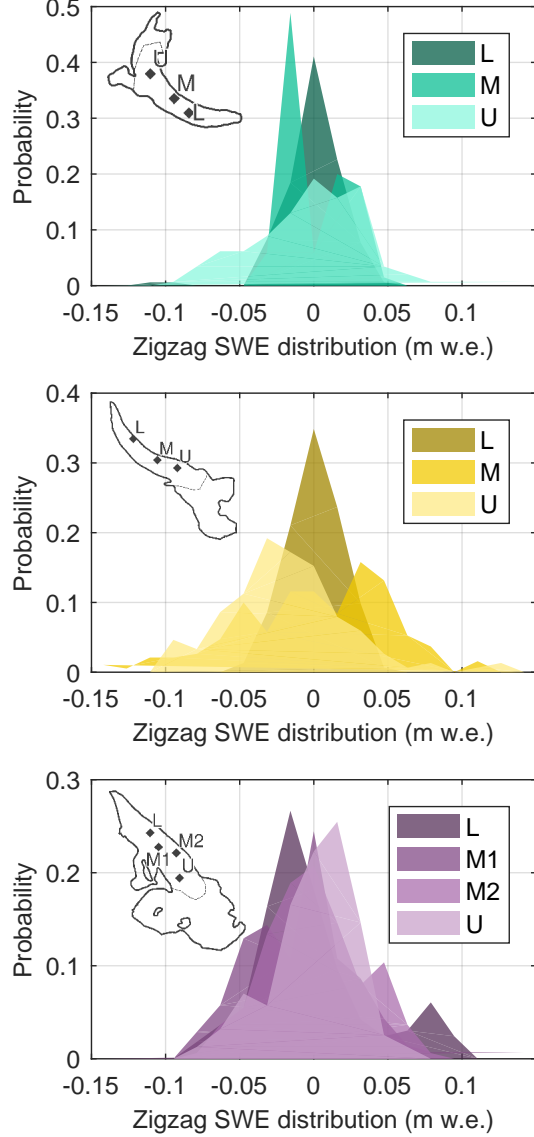 0.5
0.4
0.3
0.2
0.1
0
Probability
U
M
L
L
M
U
-0.15 -0.1 -0.05 0 0.05 0.1
Zigzag SWE distribution (m w.e.)
0.4
0.3
0.2
0.1
0
Probability
L
M
U
L
M
U
-0.15 -0.1 -0.05 0 0.05 0.1
Zigzag SWE distribution (m w.e.)
0.3
0.2
0.1
0
Probability
L
M2
M1
U
L
M1
M2
U
-0.15 -0.1 -0.05 0 0.05 0.1
Zigzag SWE distribution (m w.e.)